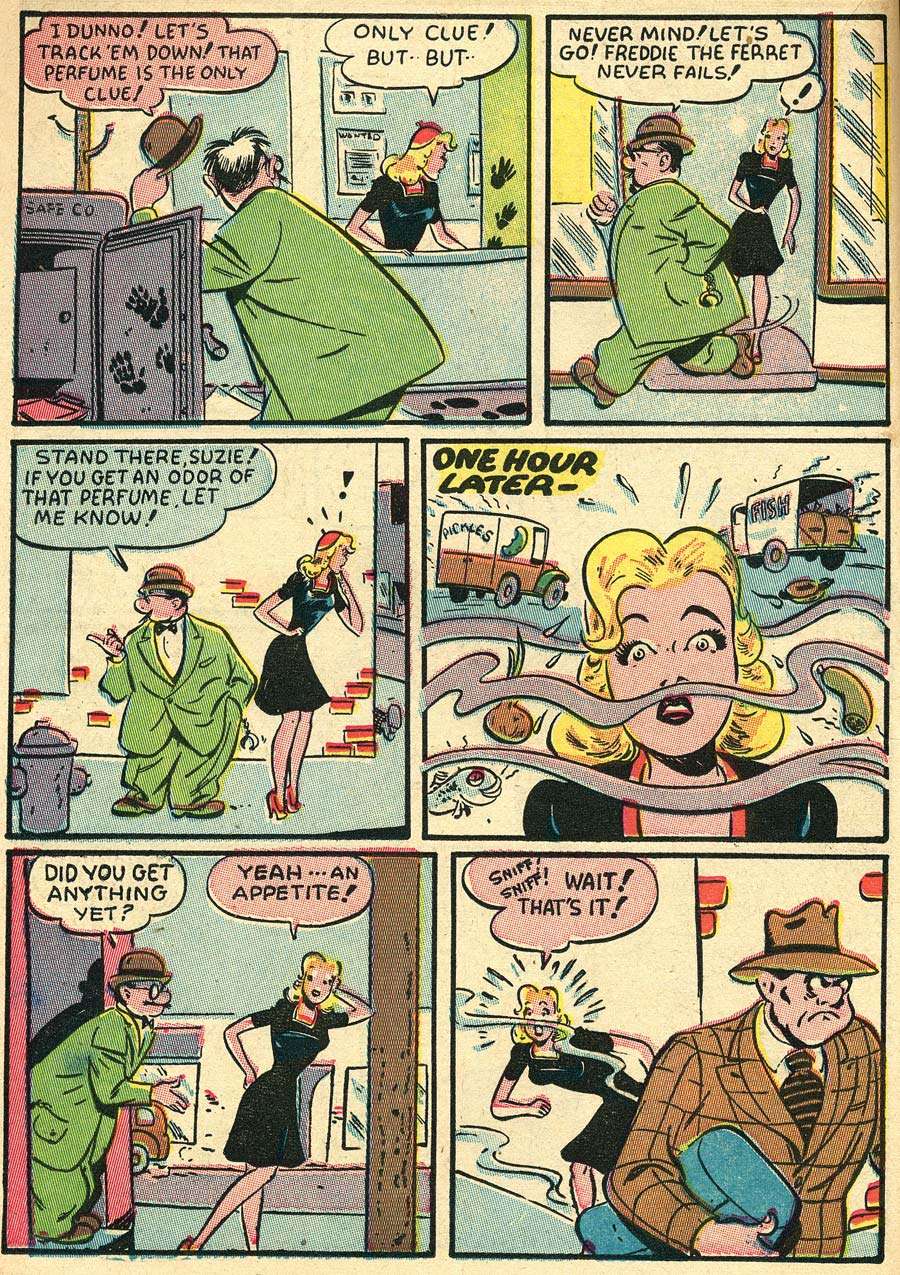 I DUNNO! LET'S
TRACK 'EM DOWN! THAT
PERFUME IS THE ONLY
CLUE!
ONLY CLUE!
BUT·· BUT··
WANTED
SAFE CO
NEVER MIND! LET'S
GO! FREDDIE THE FERRET
NEVER FAILS!
!
STAND THERE, SUZIE!
IF YOU GET AN ODOR OF
THAT PERFUME, LET
ME KNOW!
!
ONE HOUR
LATER—
PICKLES
FISH
DID YOU GET
ANYTHING
YET?
YEAH ··· AN
APPETITE!
SNIFF!
SNIFF! WAIT!
THAT'S IT!